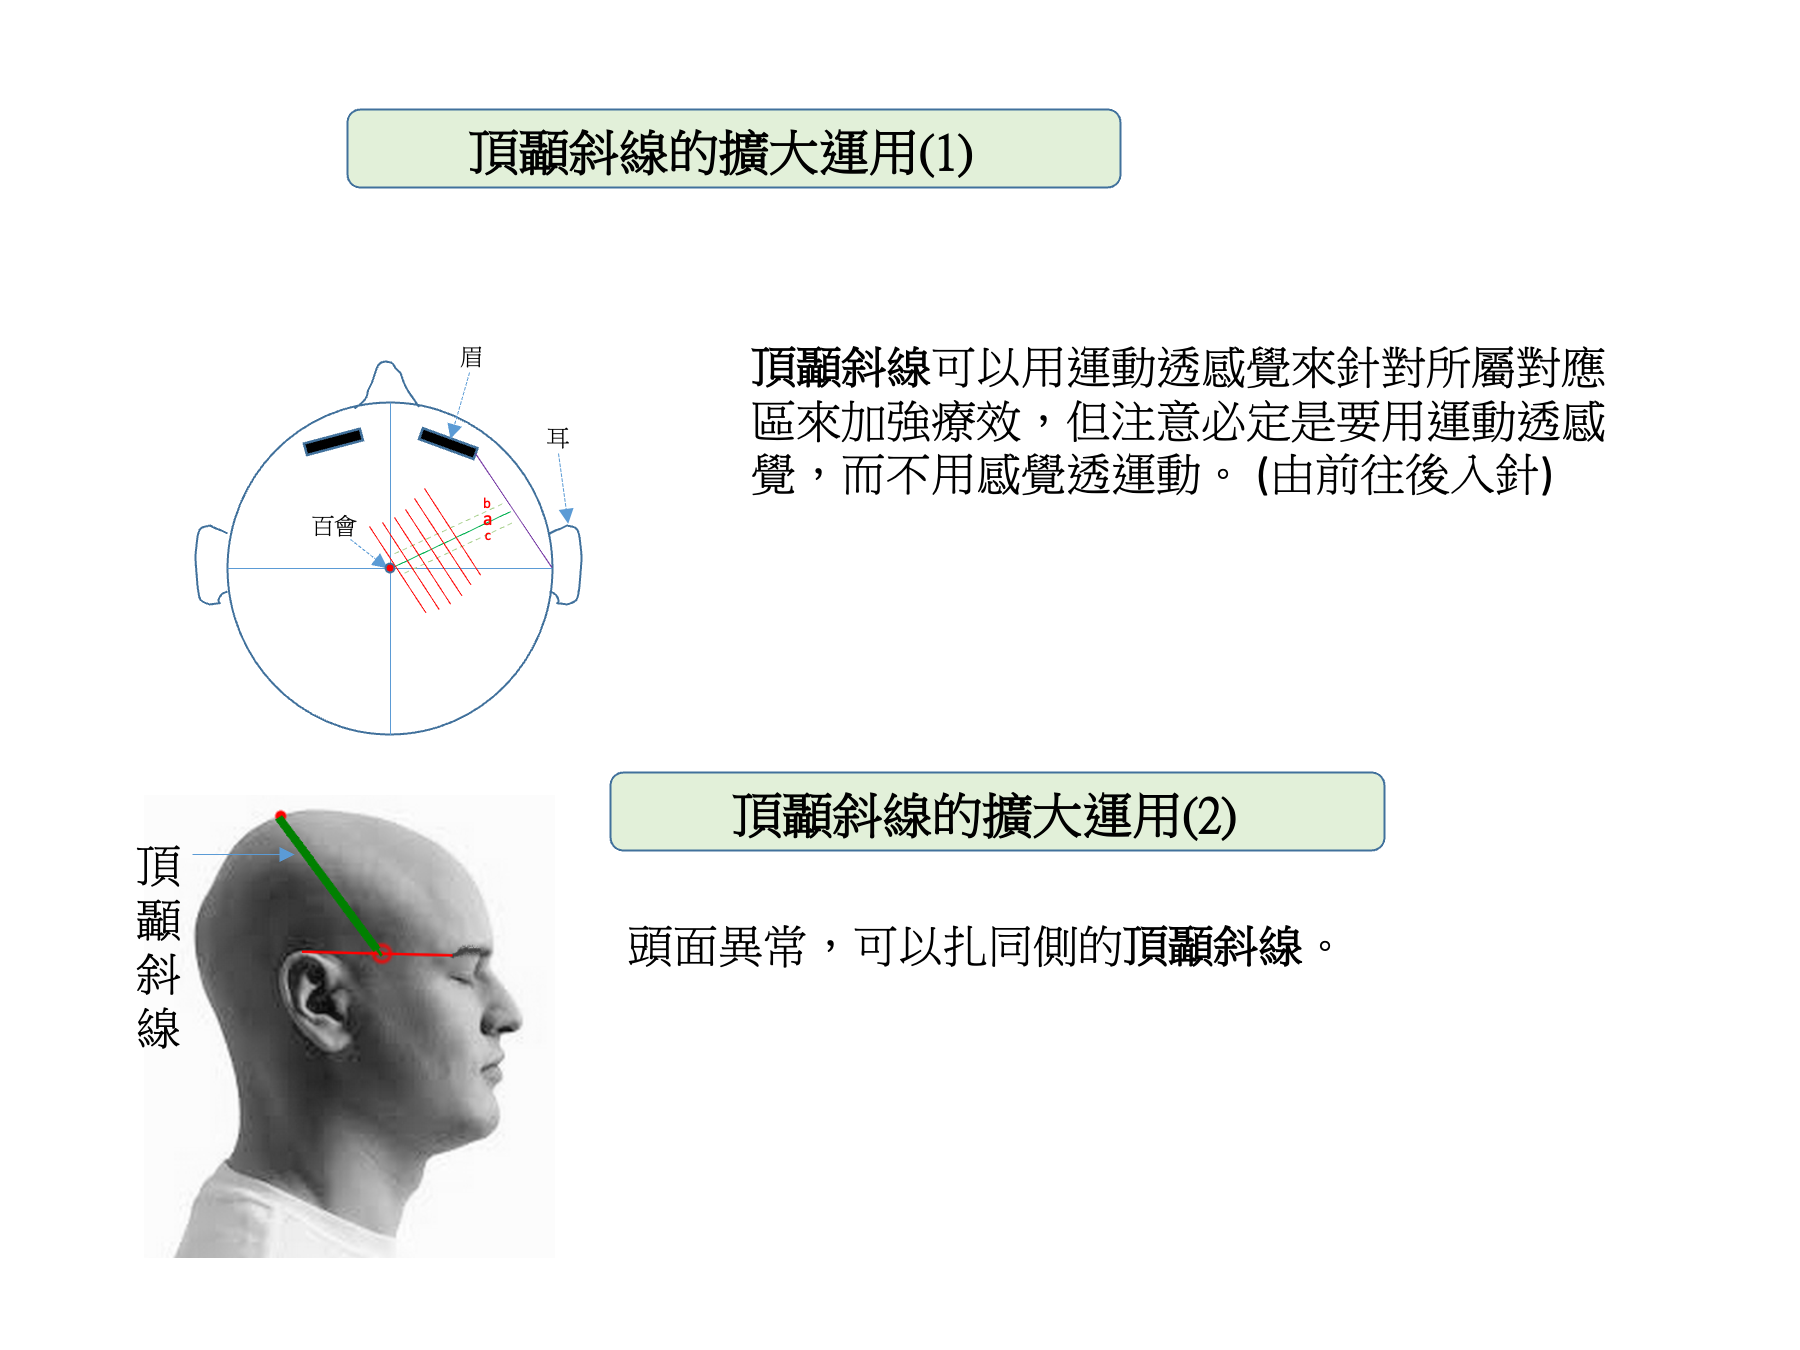 頂顳斜線的擴大運用(1)
眉
耳
百會
b
a
c
頂顳斜線可以用運動透感覺來針對所屬對應
區來加強療效，但注意必定是要用運動透感
覺，而不用感覺透運動。(由前往後入針)
頂顳斜線的擴大運用(2)
頂
顳
斜
線
頭面異常，可以扎同側的頂顳斜線。